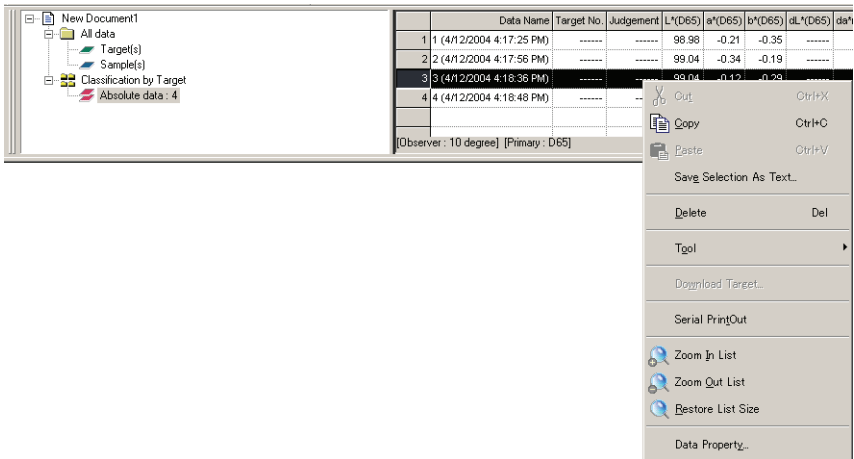 New Document1
All data
Target(s)
Sample(s)
Classification by Target
Absolute data : 4
Data Name Target No. Judgement L*(D65) a*(D65) b*(D65) dL*(D65)
1 1 (4/12/2004 4:17:25 PM) ------ ------ 98.98 -0.21 -0.35 ------
2 2 (4/12/2004 4:17:56 PM) ------ ------ 99.04 -0.34 -0.19 ------
3 3 (4/12/2004 4:18:36 PM) ------ ------ 99.04 -0.12 -0.29 ------
4 4 (4/12/2004 4:18:48 PM) ------
[Observer : 10 degree] [Primary : D65]
Cut Ctrl+X
Copy Ctrl+C
Paste Ctrl+V
Save Selection As Text...
Delete Del
Tool
Download Target...
Serial PrintOut
Zoom In List
Zoom Out List
Restore List Size
Data Property...